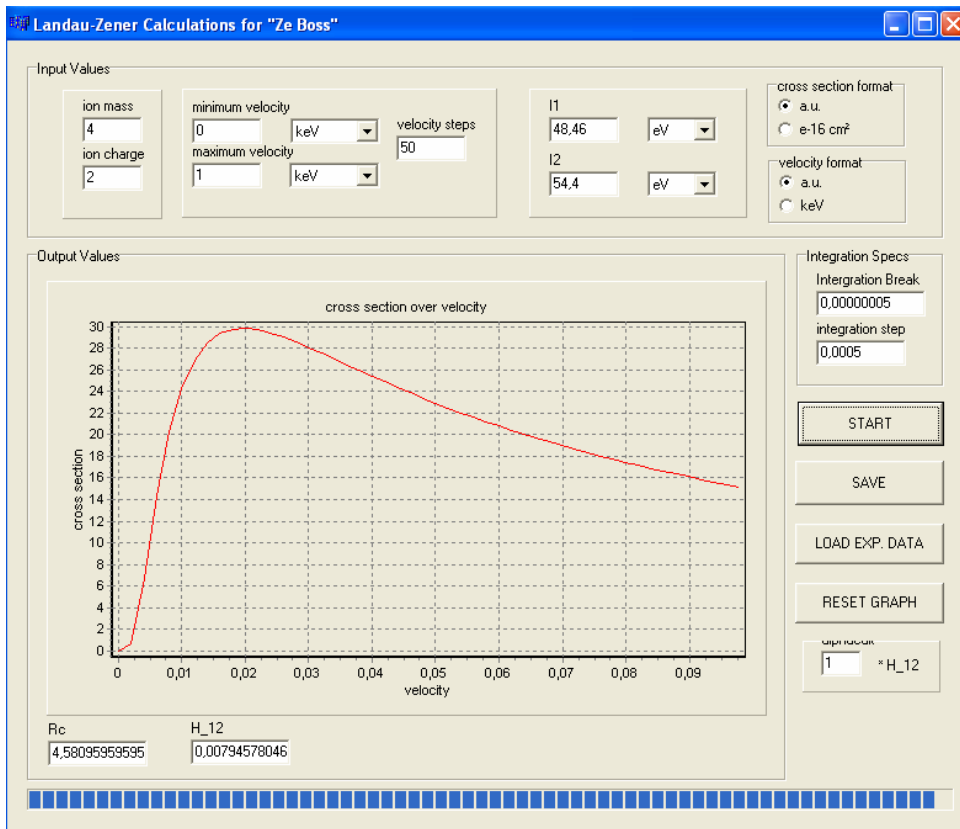 Landau-Zener Calculations for "Ze Boss"
Input Values
ion mass
4
ion charge
2
minimum velocity
0
keV
maximum velocity
1
keV
velocity steps
50
I1
48,46
eV
I2
54,4
eV
cross section format
a.u.
e-16 cm²
velocity format
a.u.
keV
Output Values
cross section over velocity
30
28
26
24
22
20
18
16
14
12
10
8
6
4
2
0
cross section
0 0,01 0,02 0,03 0,04 0,05 0,06 0,07 0,08 0,09
velocity
Rc
4,58095959595
H_12
0,00794578046
Integration Specs
Intergration Break
0,00000005
integration step
0,0005
START
SAVE
LOAD EXP. DATA
RESET GRAPH
1 * H_12